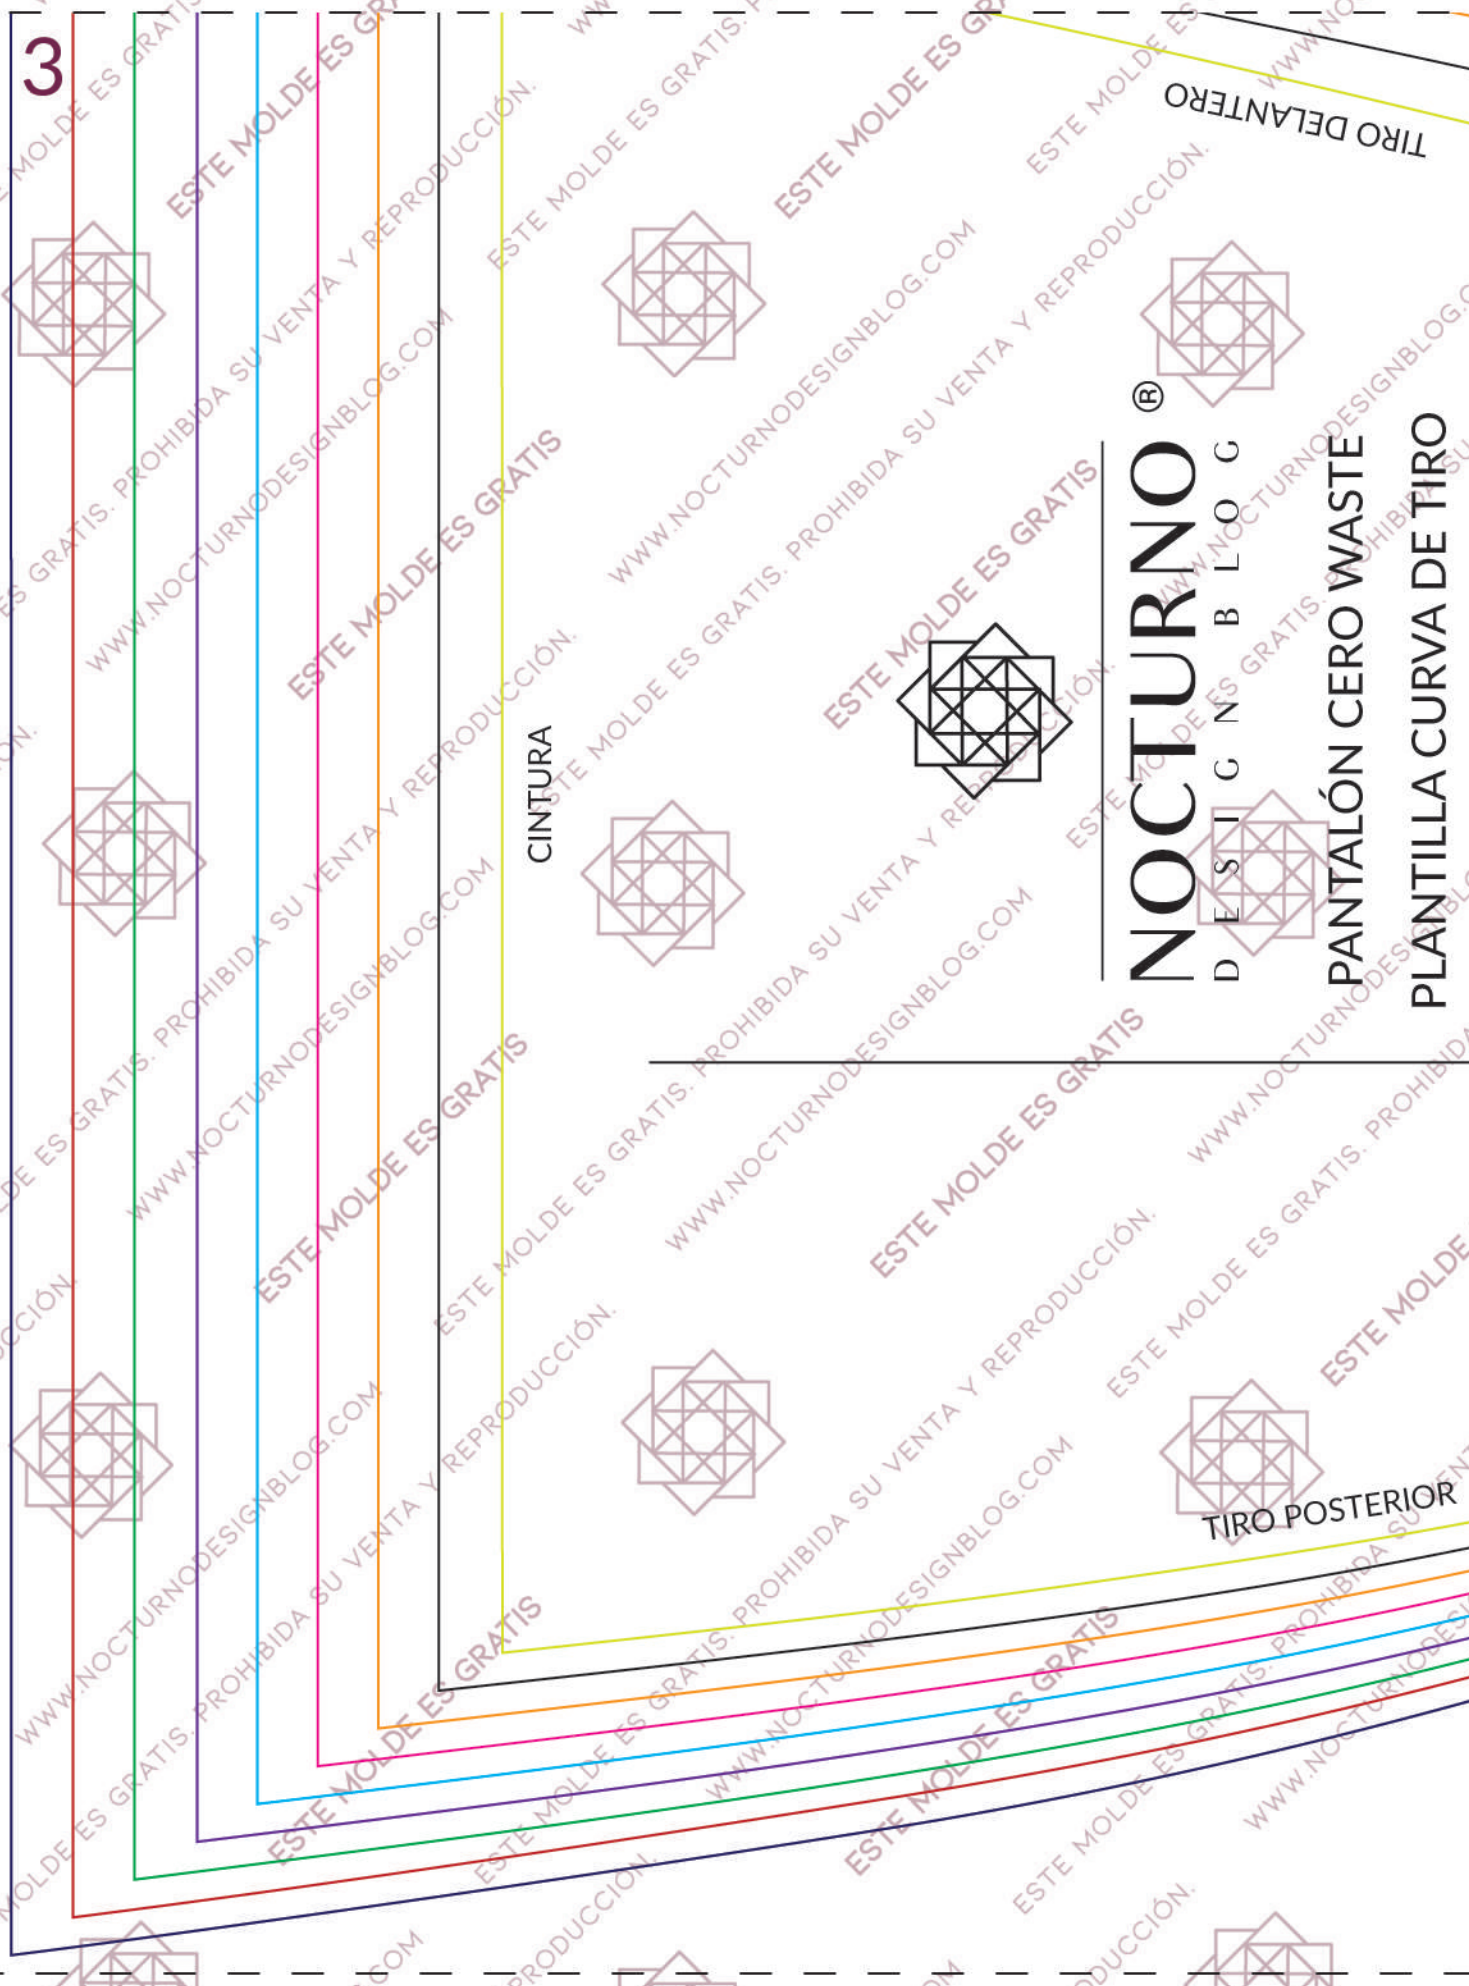 3
TIRO DELANTERO
CINTURA
NOCTURNO ®
DESIGN BLOG
PANTALÓN CERO WASTE
PLANTILLA CURVA DE TIRO
TIRO POSTERIOR
ESTE MOLDE ES GRATIS. PROHIBIDA SU VENTA Y REPRODUCCIÓN.
WWW.NOCTURNODESIGNBLOG.COM
ESTE MOLDE ES GRATIS